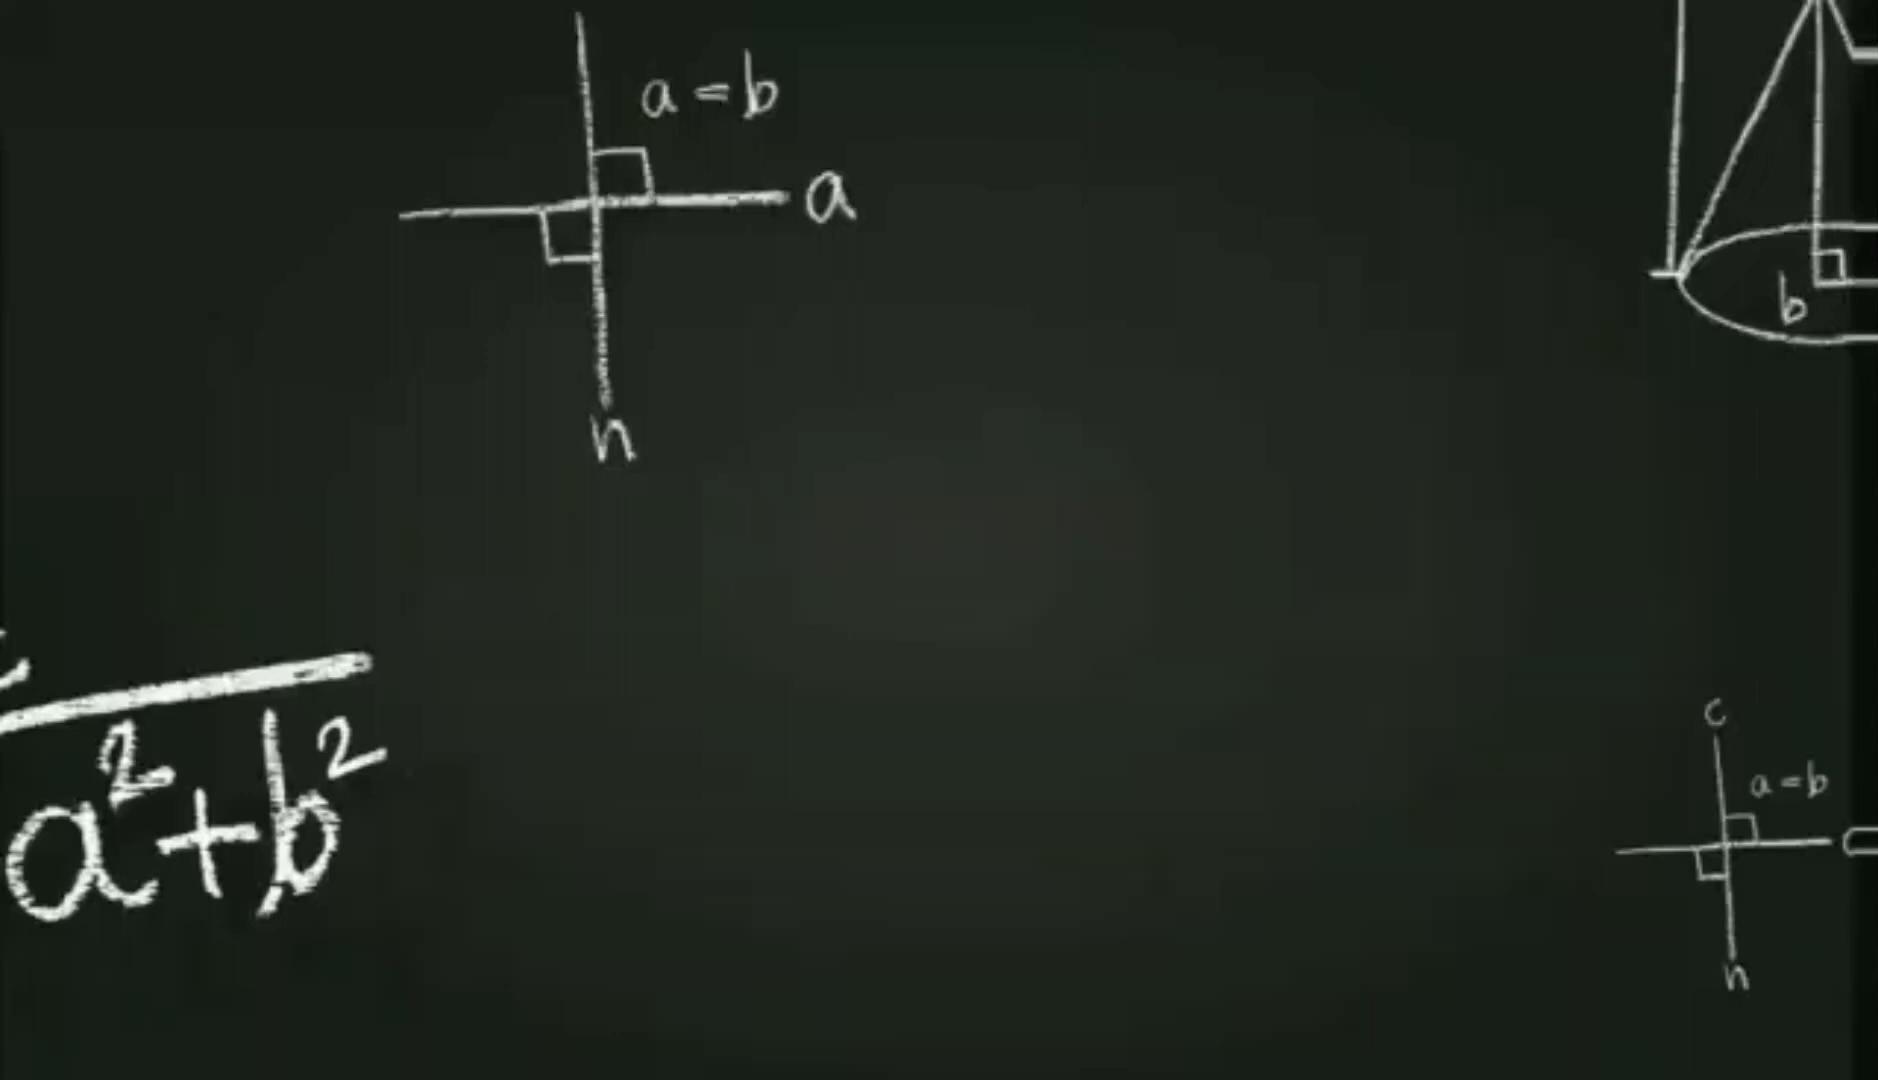 a = b
a
n
b
a²+b²
c
a = b
n